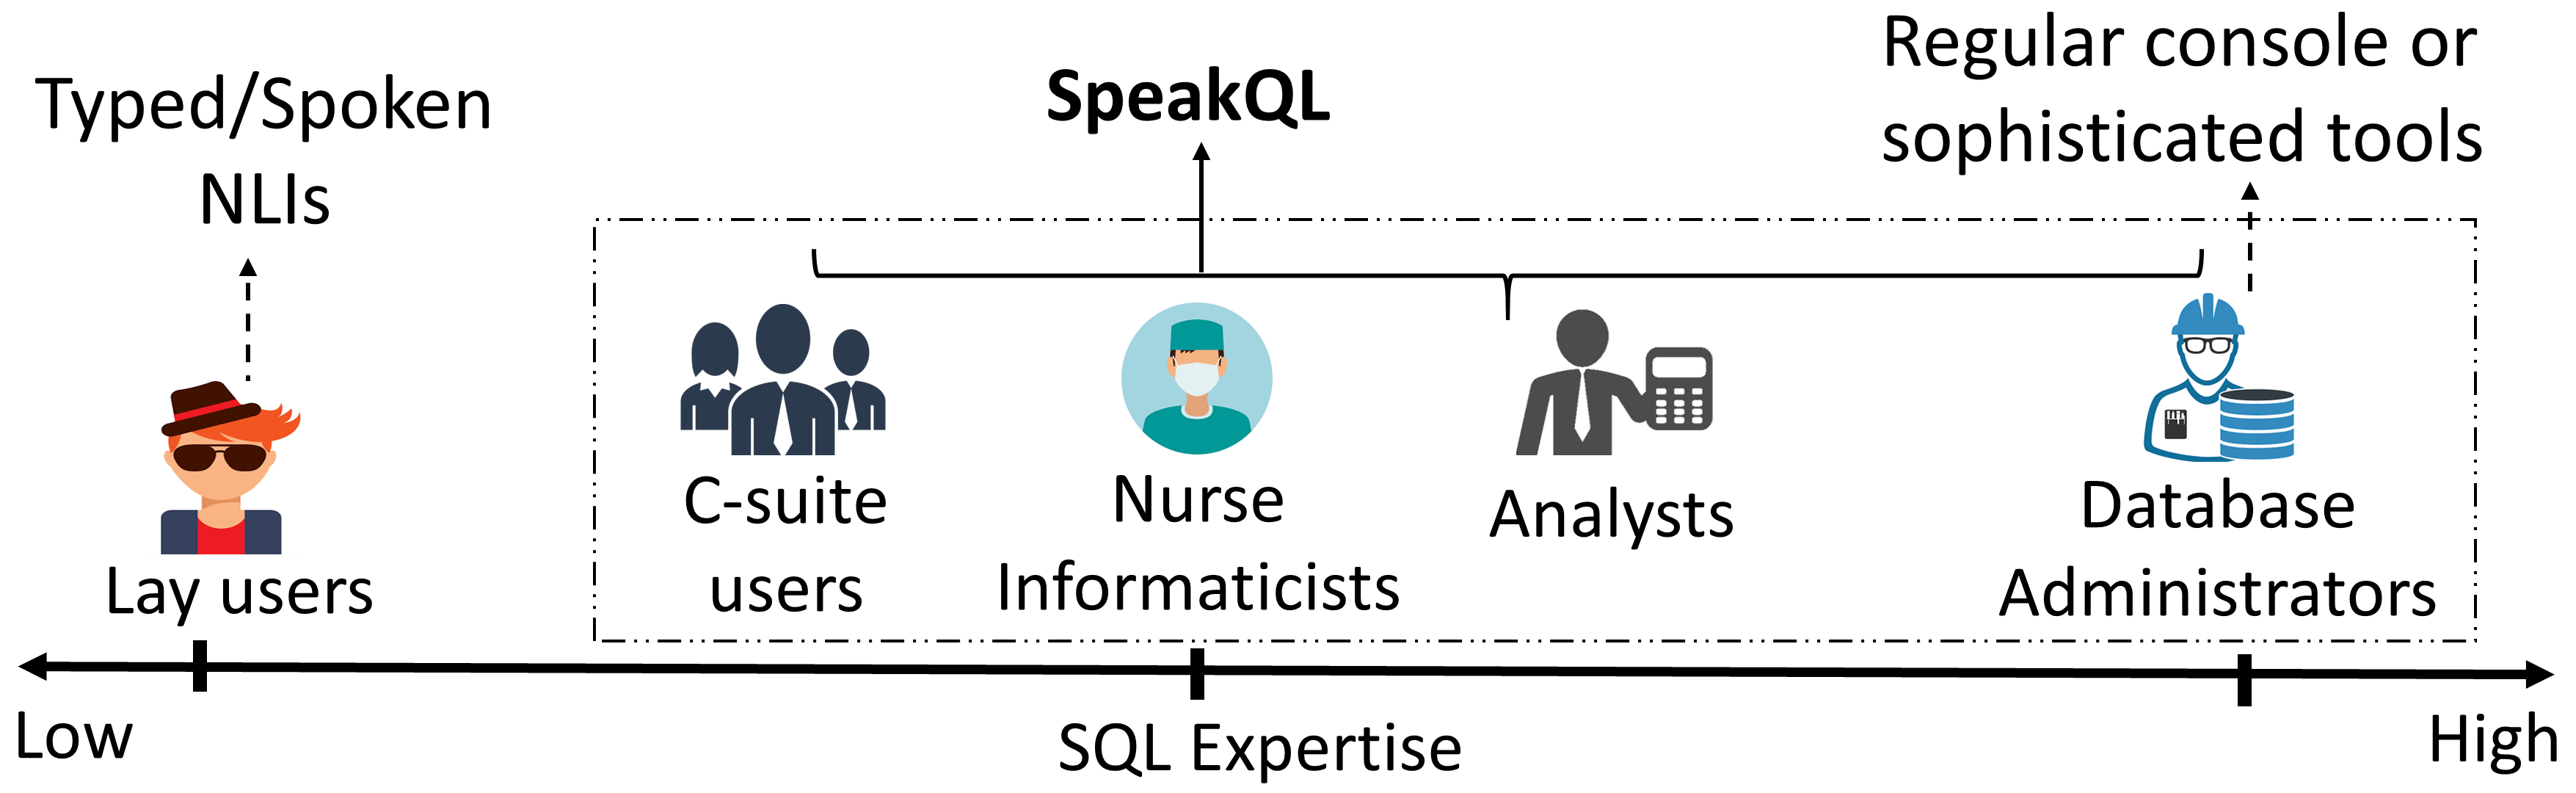 Typed/Spoken
NLIs
SpeakQL
Regular console or
sophisticated tools
Lay users
C-suite
users
Nurse
Informaticists
Analysts
Database
Administrators
Low
SQL Expertise
High